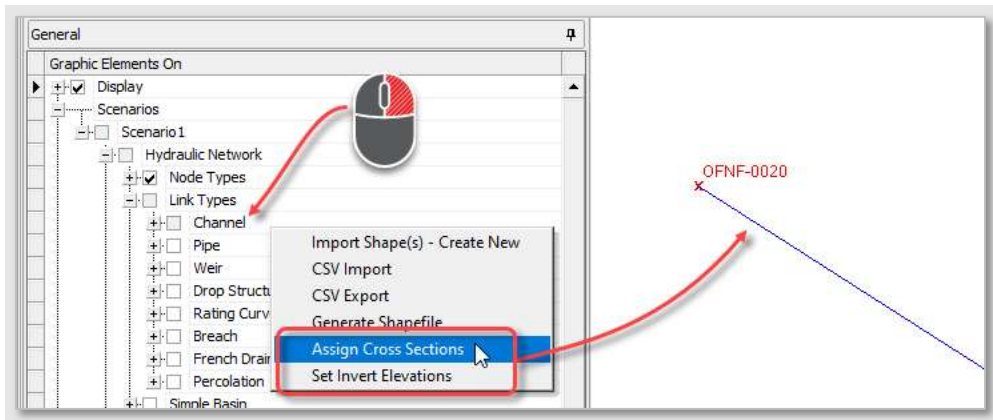 General
Graphic Elements On
Display
Scenarios
Scenario1
Hydraulic Network
Node Types
Link Types
Channel
Pipe
Weir
Drop Structu
Rating Curv
Breach
French Drain
Percolation
Simple Basin
Import Shape(s) - Create New
CSV Import
CSV Export
Generate Shapefile
Assign Cross Sections
Set Invert Elevations
OFNF-0020